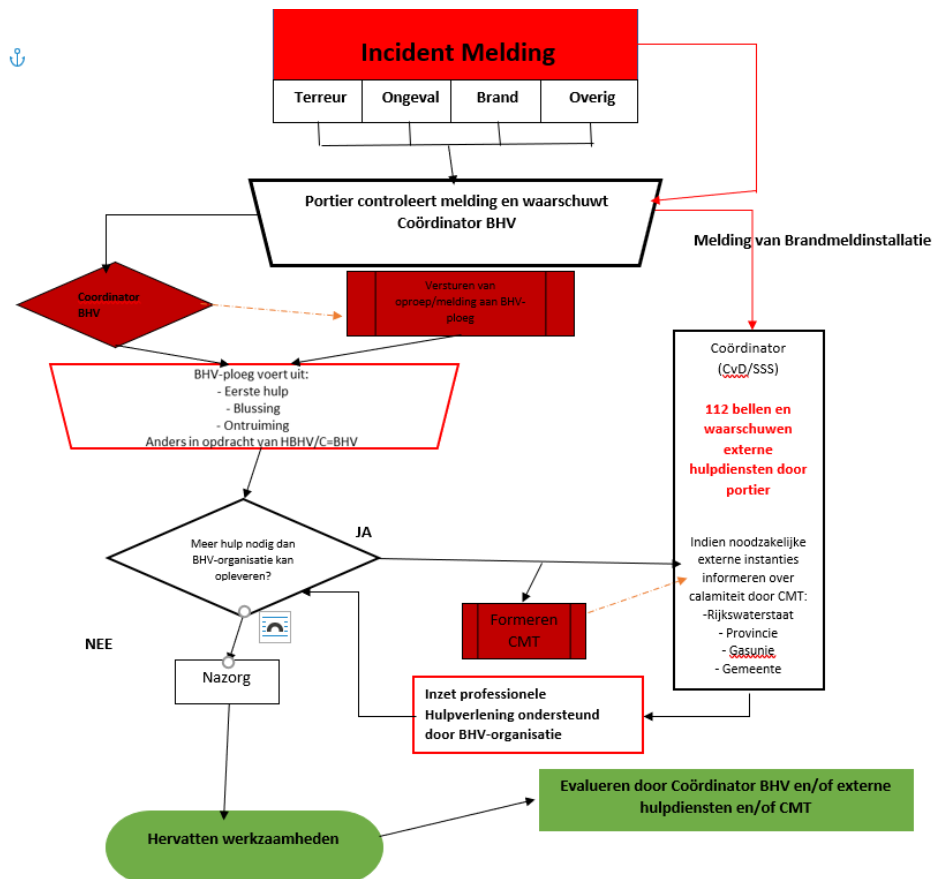 Incident Melding
Terreur
Ongeval
Brand
Overig
Portier controleert melding en waarschuwt
Coördinator BHV
Melding van Brandmeldinstallatie
Coordinator
BHV
Versturen van
oproep/melding aan BHV-
ploeg
BHV-ploeg voert uit:
- Eerste hulp
- Blussing
- Ontruiming
Anders in opdracht van HBHV/C=BHV
Coördinator
(CvD/SSS)
112 bellen en
waarschuwen
externe
hulpdiensten door
portier
Indien noodzakelijke
externe instanties
informeren over
calamiteit door CMT:
-Rijkswaterstaat
- Provincie
- Gasunie
- Gemeente
Meer hulp nodig dan
BHV-organisatie kan
opleveren?
JA
NEE
Formeren
CMT
Nazorg
Inzet professionele
Hulpverlening ondersteund
door BHV-organisatie
Hervatten werkzaamheden
Evalueren door Coördinator BHV en/of externe
hulpdiensten en/of CMT